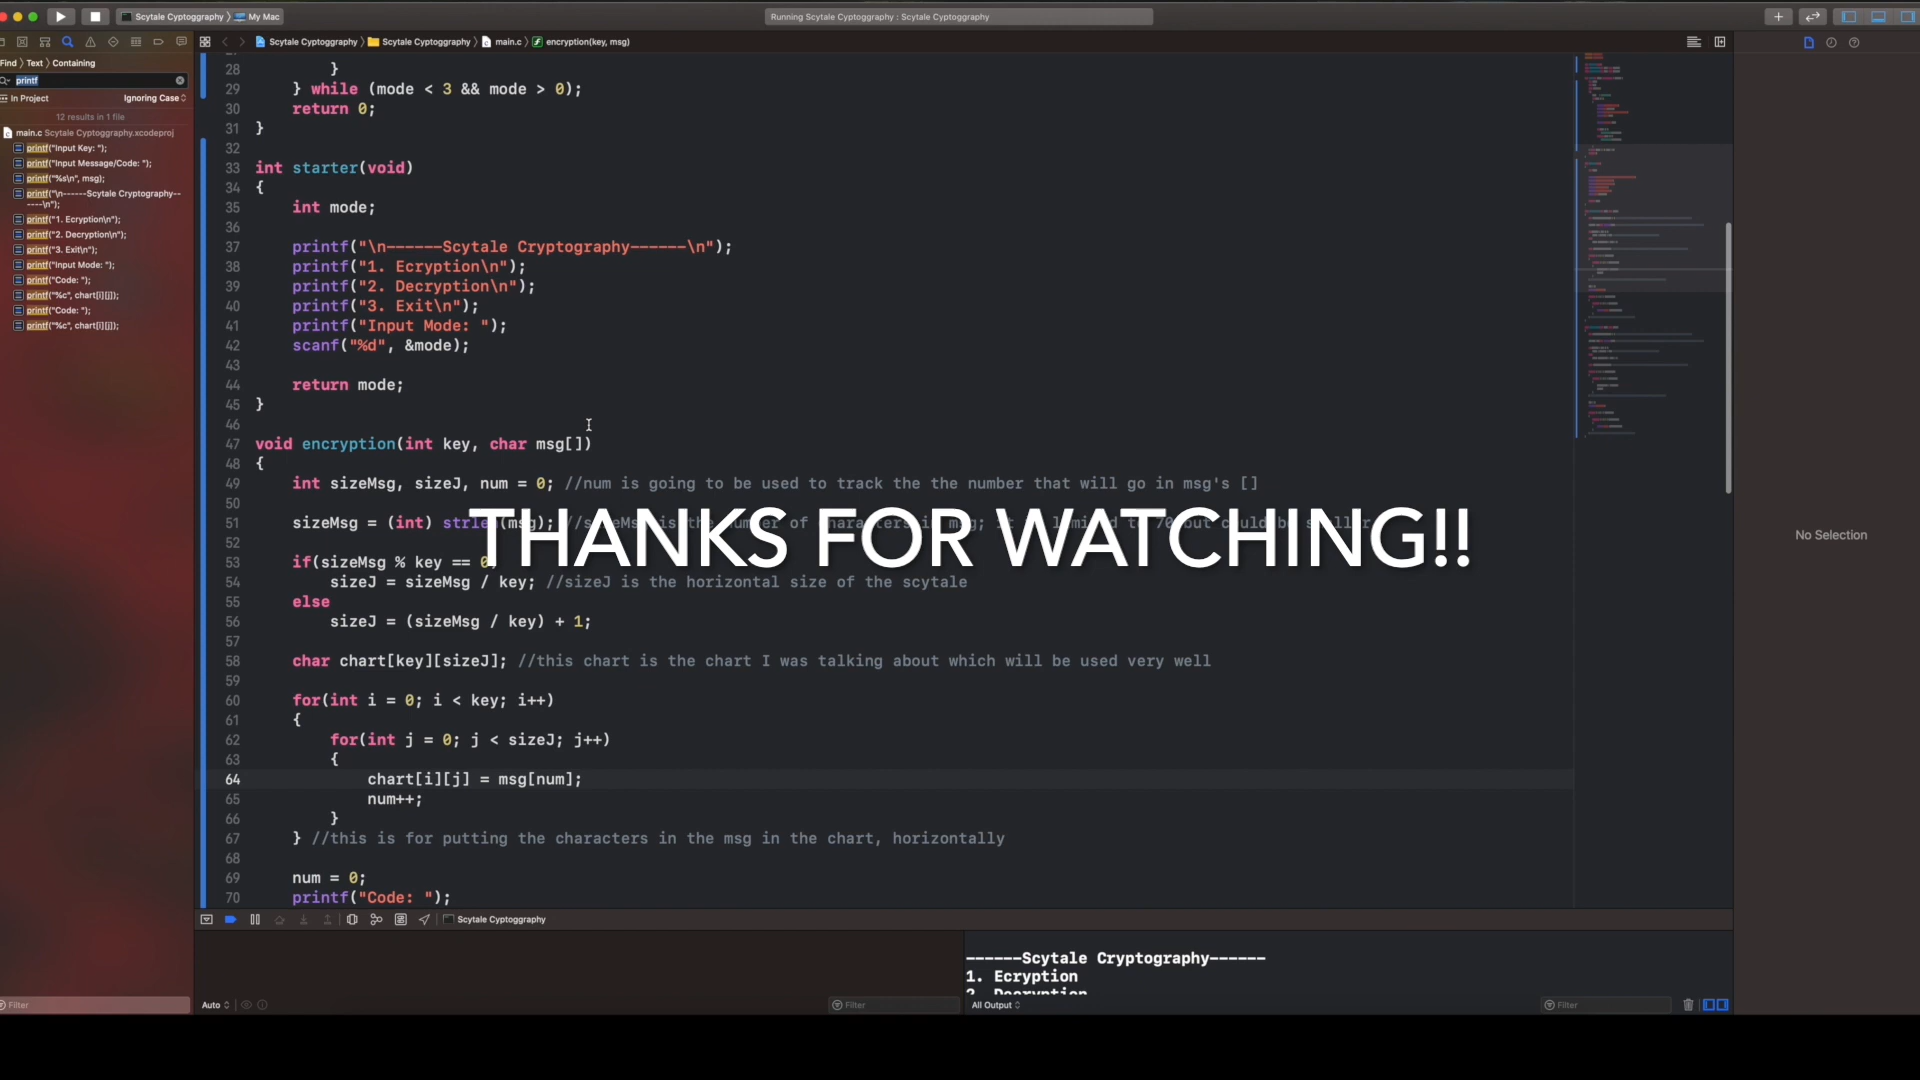 Scytale Cyptoggraphy
My Mac
Running Scytale Cyptoggraphy : Scytale Cyptoggraphy
Scytale Cyptoggraphy
Scytale Cyptoggraphy
main.c
encryption(key, msg)
Find
Text
Containing
printf
In Project
Ignoring Case
12 results in 1 file
main.c Scytale Cyptoggraphy.xcodeproj
printf("Input Key: ");
printf("Input Message/Code: ");
printf("%s\n", msg);
printf("\n------Scytale Cryptography--
----\n");
printf("1. Ecryption\n");
printf("2. Decryption\n");
printf("3. Exit\n");
printf("Input Mode: ");
printf("Code: ");
printf("%c", chart[i][j]);
printf("Code: ");
printf("%c", chart[i][j]);
28 }
29 } while (mode < 3 && mode > 0);
30 return 0;
31 }
32
33 int starter(void)
34 {
35 int mode;
36
37 printf("\n------Scytale Cryptography------\n");
38 printf("1. Ecryption\n");
39 printf("2. Decryption\n");
40 printf("3. Exit\n");
41 printf("Input Mode: ");
42 scanf("%d", &mode);
43
44 return mode;
45 }
46
47 void encryption(int key, char msg[])
48 {
49 int sizeMsg, sizeJ, num = 0; //num is going to be used to track the the number that will go in msg's []
50
51 sizeMsg = (int) strlen(msg);
52
THANKS FOR WATCHING!!
53 if(sizeMsg % key == 0
54 sizeJ = sizeMsg / key; //sizeJ is the horizontal size of the scytale
55 else
56 sizeJ = (sizeMsg / key) + 1;
57
58 char chart[key][sizeJ]; //this chart is the chart I was talking about which will be used very well
59
60 for(int i = 0; i < key; i++)
61 {
62 for(int j = 0; j < sizeJ; j++)
63 {
64 chart[i][j] = msg[num];
65 num++;
66 }
67 } //this is for putting the characters in the msg in the chart, horizontally
68
69 num = 0;
70 printf("Code: ");
No Selection
Scytale Cyptoggraphy
------Scytale Cryptography------
1. Ecryption
2. Decryption
Filter
Auto
Filter
All Output
Filter